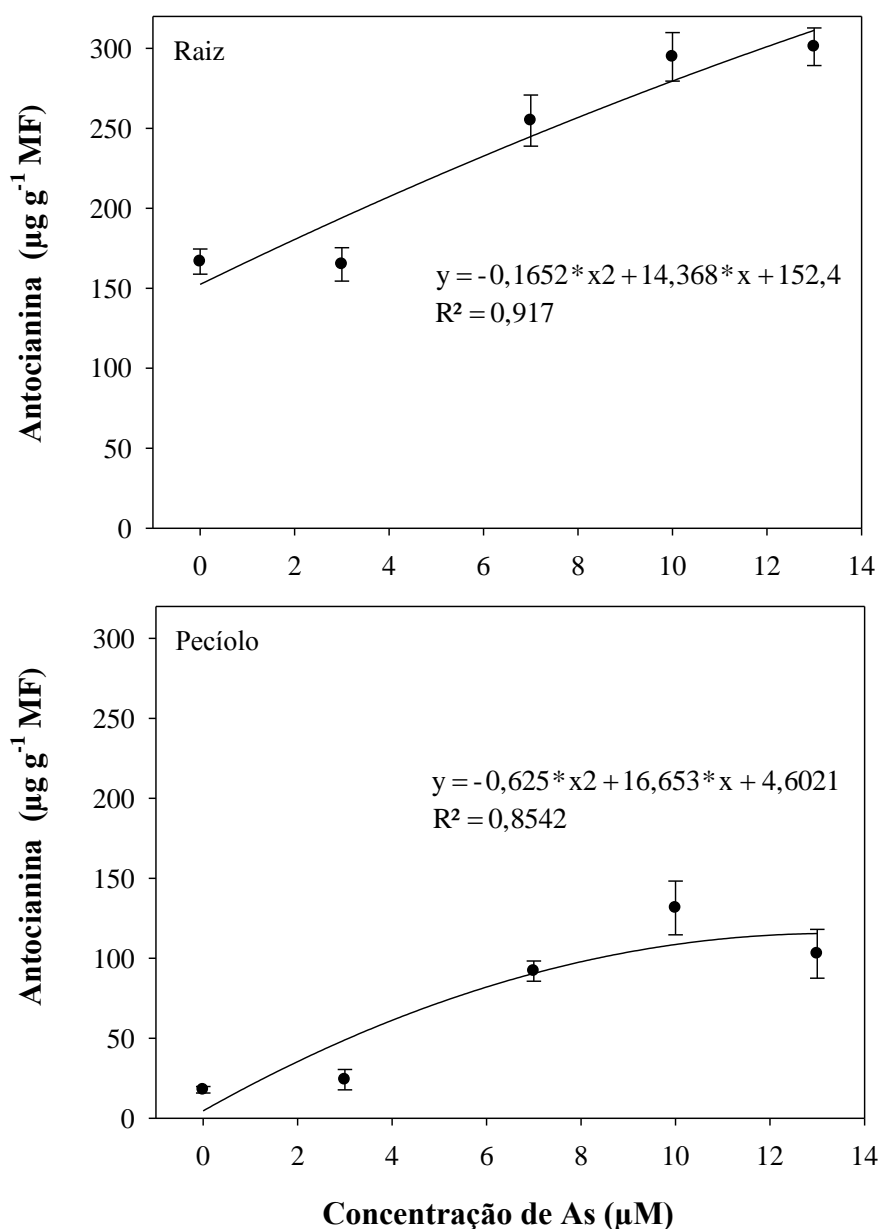 Antocianina (µg g⁻¹ MF)
Raiz
300
250
200
150
100
50
0
y = -0,1652*x2 + 14,368*x + 152,4
R² = 0,917
0 2 4 6 8 10 12 14
Antocianina (µg g⁻¹ MF)
Pecíolo
300
250
200
150
100
50
0
y = -0,625*x2 + 16,653*x + 4,6021
R² = 0,8542
0 2 4 6 8 10 12 14
Concentração de As (µM)